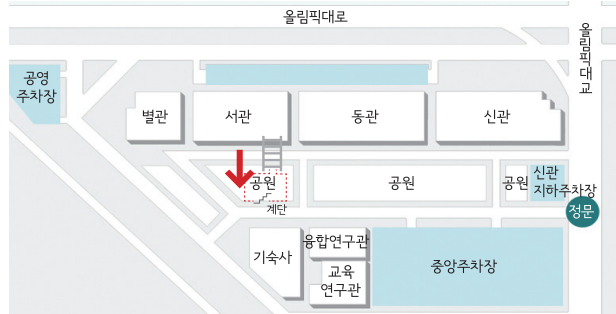 올림픽대로
올림픽대교
공영
주차장
별관
서관
동관
신관
공원
계단
공원
공원
신관
지하주차장
정문
기숙사
융합연구관
교육
연구관
중앙주차장